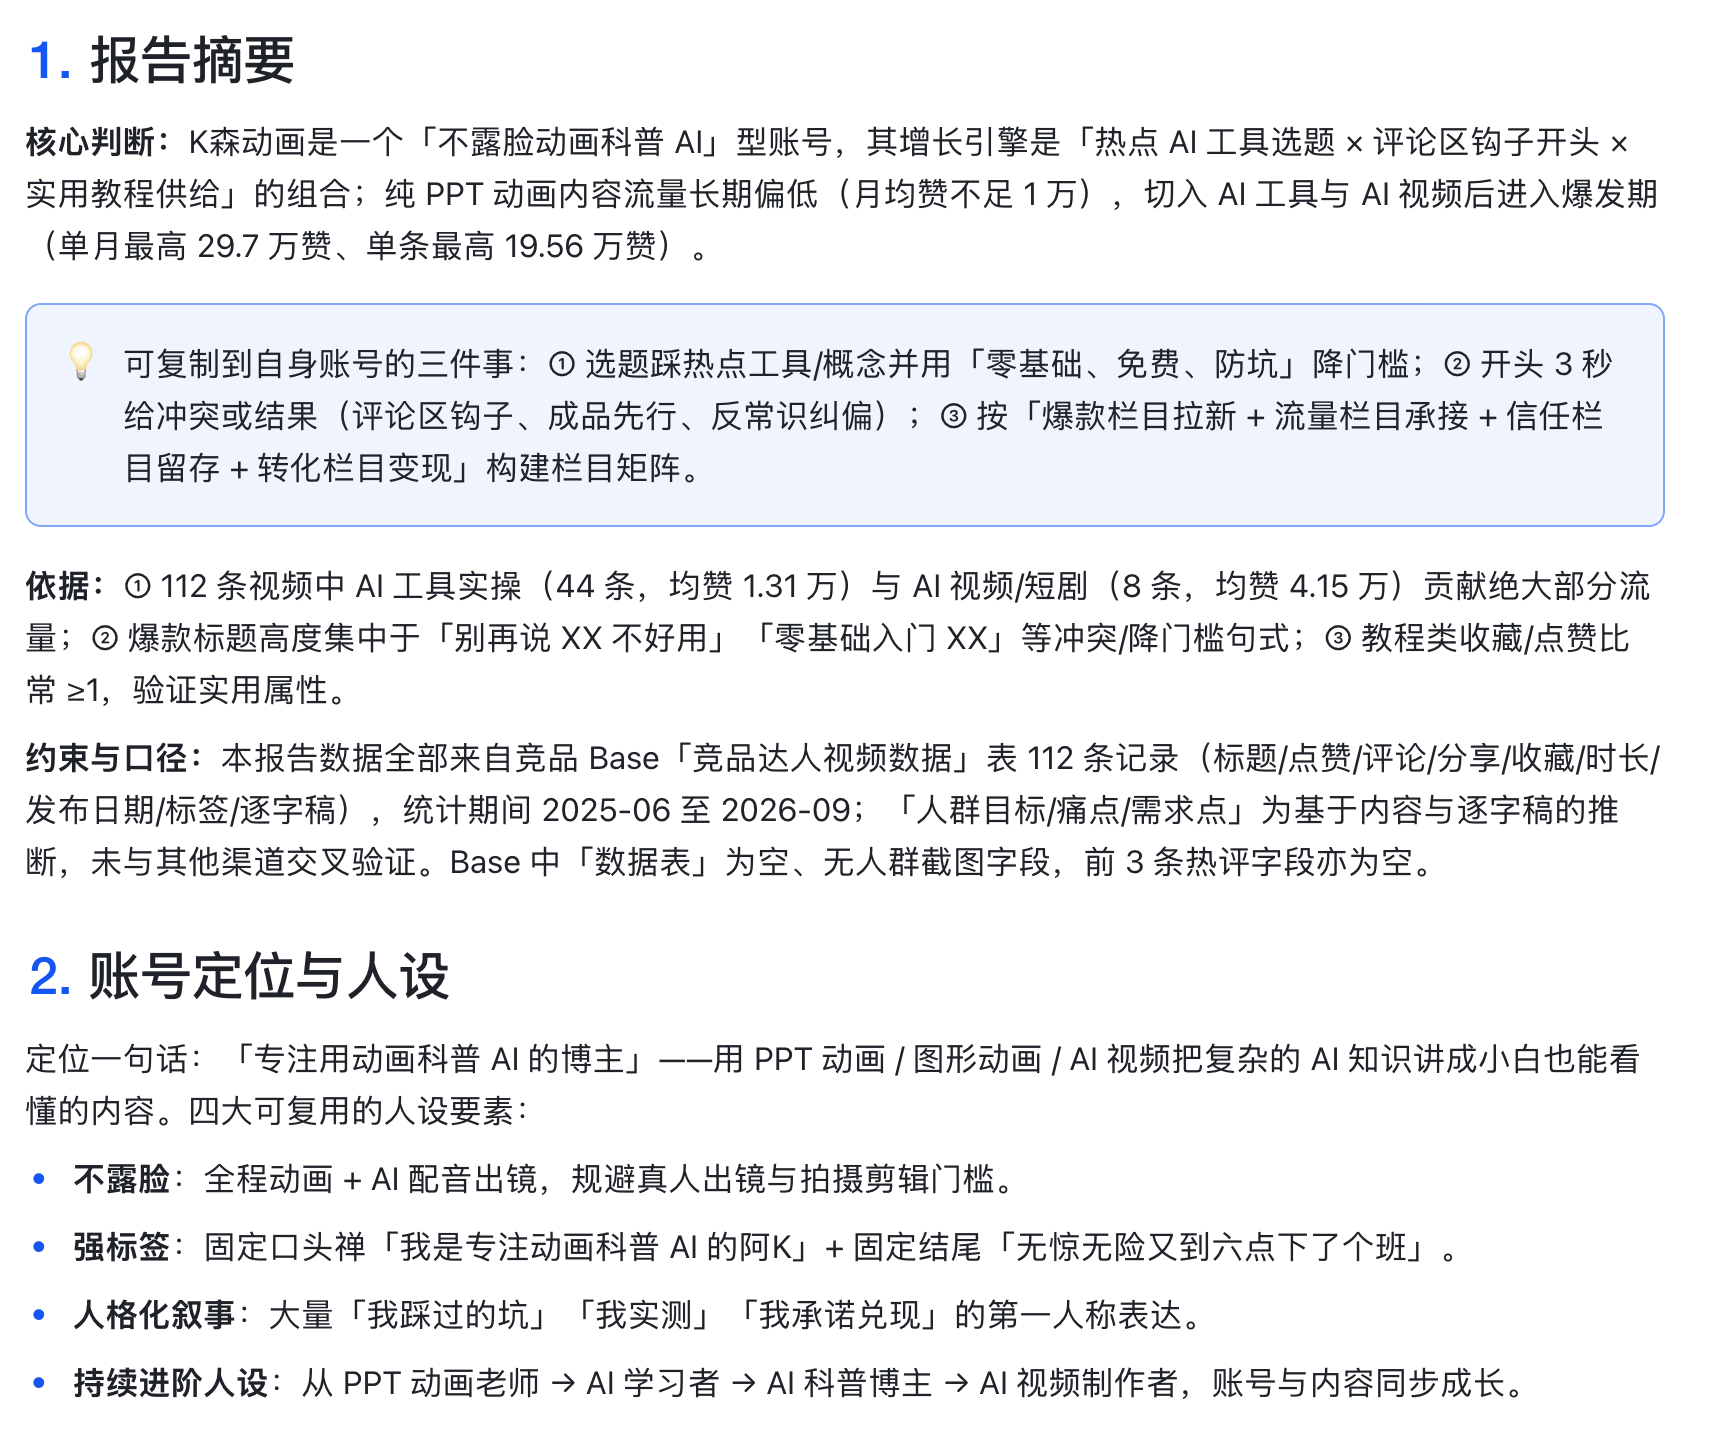 1. 报告摘要
核心判断：K森动画是一个「不露脸动画科普 AI」型账号，其增长引擎是「热点 AI 工具选题 × 评论区钩子开头 ×
实用教程供给」的组合；纯 PPT 动画内容流量长期偏低（月均赞不足 1 万），切入 AI 工具与 AI 视频后进入爆发期
（单月最高 29.7 万赞、单条最高 19.56 万赞）。
可复制到自身账号的三件事：① 选题踩热点工具/概念并用「零基础、免费、防坑」降门槛；② 开头 3 秒
给冲突或结果（评论区钩子、成品先行、反常识纠偏）；③ 按「爆款栏目拉新 + 流量栏目承接 + 信任栏
目留存 + 转化栏目变现」构建栏目矩阵。
依据：① 112 条视频中 AI 工具实操（44 条，均赞 1.31 万）与 AI 视频/短剧（8 条，均赞 4.15 万）贡献绝大部分流
量；② 爆款标题高度集中于「别再说 XX 不好用」「零基础入门 XX」等冲突/降门槛句式；③ 教程类收藏/点赞比
常 ≥1，验证实用属性。
约束与口径：本报告数据全部来自竞品 Base「竞品达人视频数据」表 112 条记录（标题/点赞/评论/分享/收藏/时长/
发布日期/标签/逐字稿），统计期间 2025-06 至 2026-09；「人群目标/痛点/需求点」为基于内容与逐字稿的推
断，未与其他渠道交叉验证。Base 中「数据表」为空、无人群截图字段，前 3 条热评字段亦为空。
2. 账号定位与人设
定位一句话：「专注用动画科普 AI 的博主」——用 PPT 动画 / 图形动画 / AI 视频把复杂的 AI 知识讲成小白也能看
懂的内容。四大可复用的人设要素：
• 不露脸：全程动画 + AI 配音出镜，规避真人出镜与拍摄剪辑门槛。
• 强标签：固定口头禅「我是专注动画科普 AI 的阿K」+ 固定结尾「无惊无险又到六点下了个班」。
• 人格化叙事：大量「我踩过的坑」「我实测」「我承诺兑现」的第一人称表达。
• 持续进阶人设：从 PPT 动画老师 → AI 学习者 → AI 科普博主 → AI 视频制作者，账号与内容同步成长。